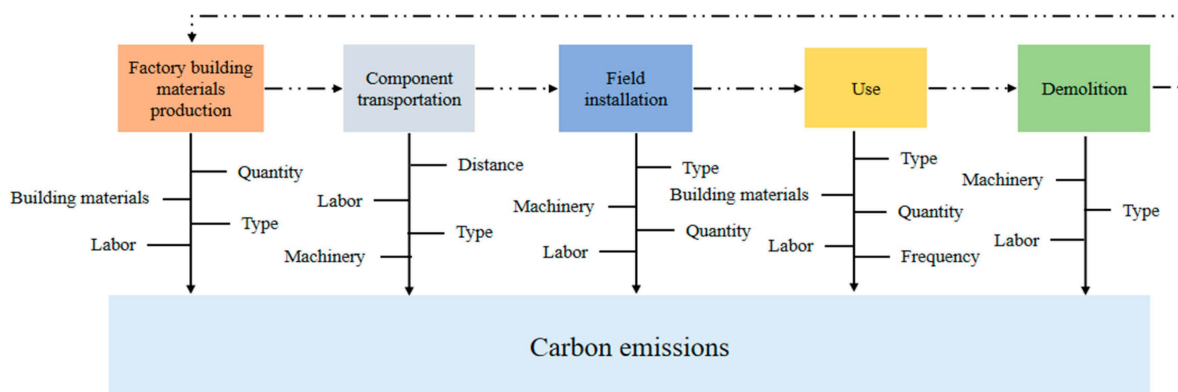 Factory building
materials
production
Component
transportation
Field
installation
Use
Demolition
Quantity
Building materials
Type
Labor
Distance
Labor
Type
Machinery
Type
Machinery
Quantity
Labor
Type
Building materials
Quantity
Labor
Frequency
Machinery
Type
Labor
Carbon emissions